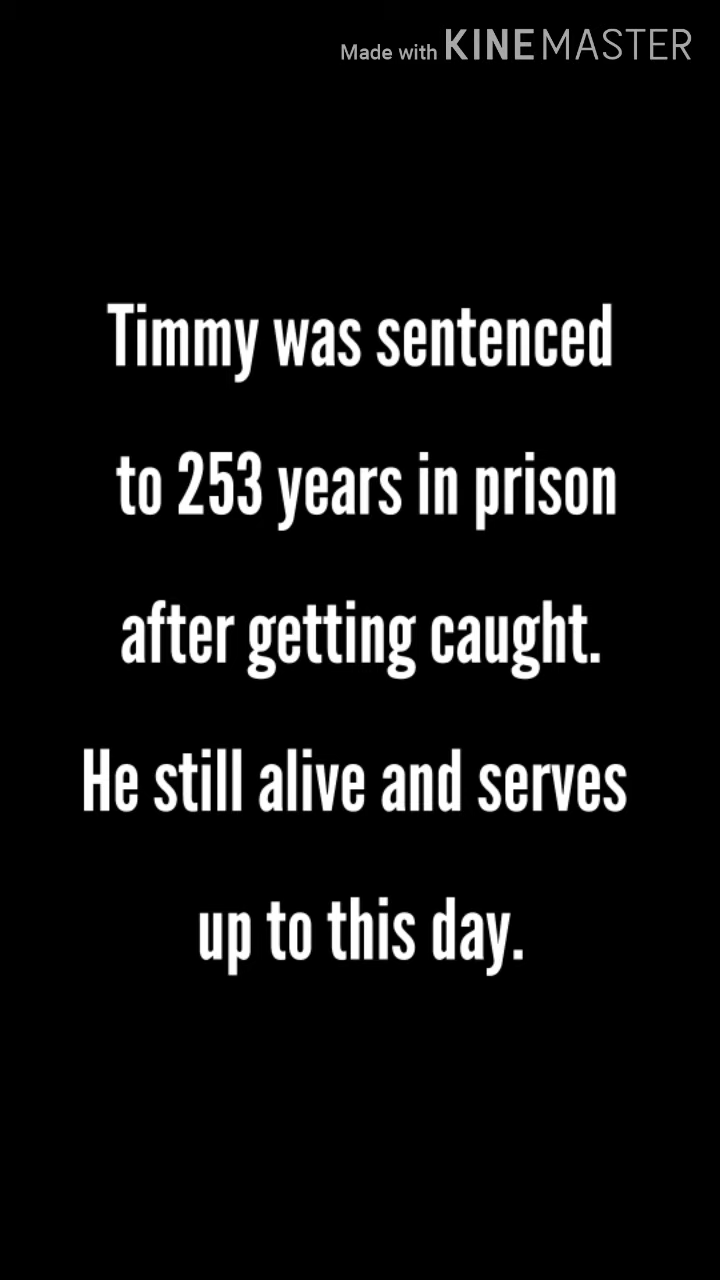 Made with KINEMASTER
Timmy was sentenced
to 253 years in prison
after getting caught.
He still alive and serves
up to this day.